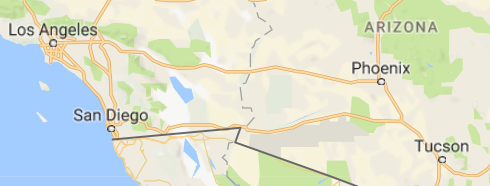 Los Angeles
ARIZONA
Phoenix
San Diego
Tucson